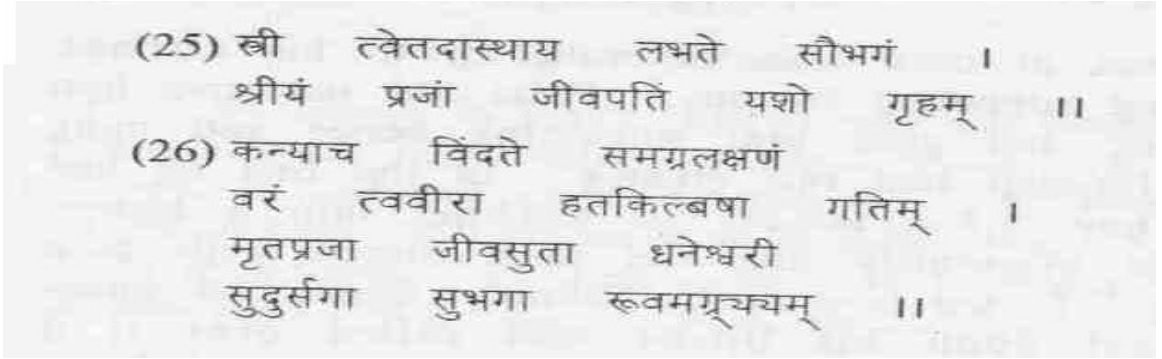 (25) स्त्री त्वेतदास्थाय लभते सौभगं ।
श्रीयं प्रजां जीवपतिं यशो गृहम् ।।
(26) कन्याच विंदते समग्रलक्षणं
वरं त्ववीरा हतकिल्बषा गतिम् ।
मृतप्रजा जीवसुता धनेश्वरी
सुदुर्सगा सुभगा रूवमग्र्यम् ।।